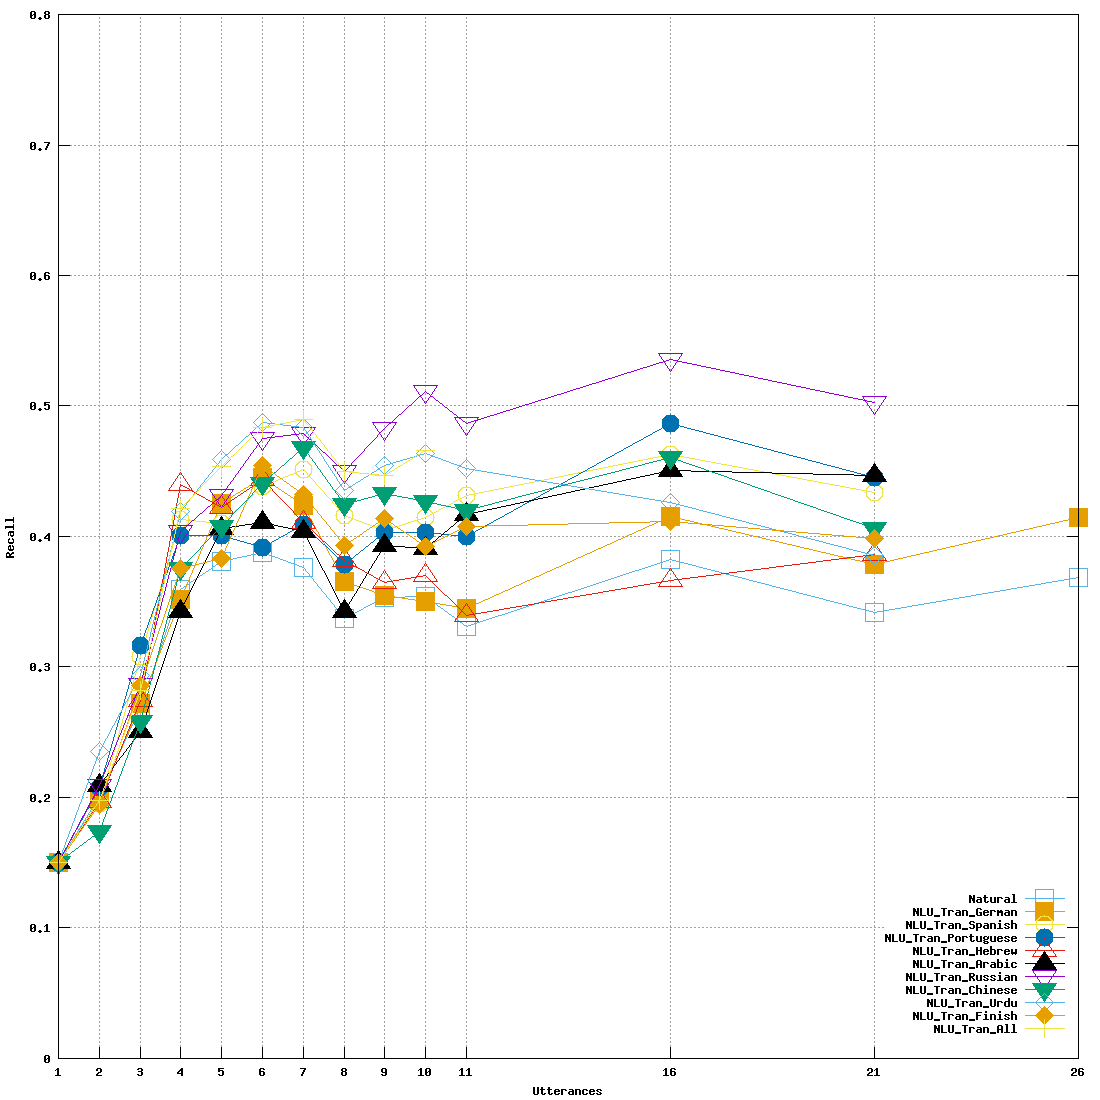 0.8
0.7
0.6
0.5
0.4
0.3
0.2
0.1
0
Recall
1 2 3 4 5 6 7 8 9 10 11 16 21 26
Utterances
Natural
NLU_Tran_German
NLU_Tran_Spanish
NLU_Tran_Portuguese
NLU_Tran_Hebrew
NLU_Tran_Arabic
NLU_Tran_Russian
NLU_Tran_Chinese
NLU_Tran_Urdu
NLU_Tran_Finish
NLU_Tran_All